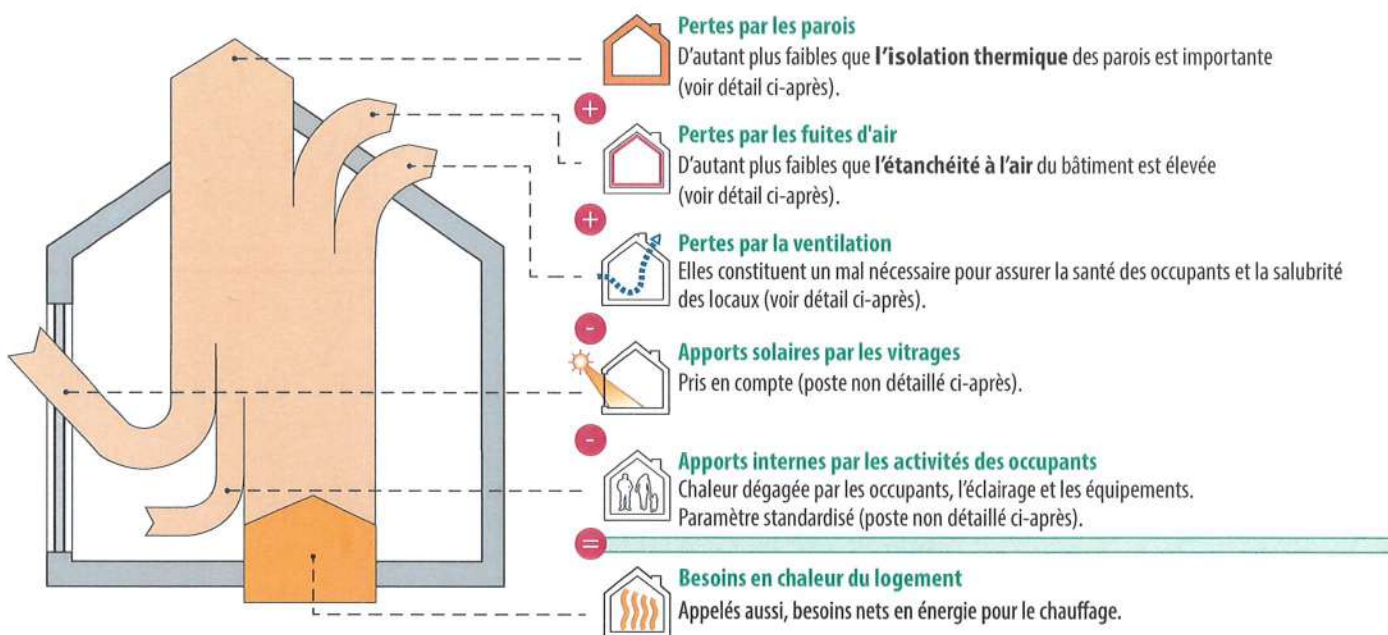 Pertes par les parois
D'autant plus faibles que l'isolation thermique des parois est importante
(voir détail ci-après).
+
Pertes par les fuites d'air
D'autant plus faibles que l'étanchéité à l'air du bâtiment est élevée
(voir détail ci-après).
+
Pertes par la ventilation
Elles constituent un mal nécessaire pour assurer la santé des occupants et la salubrité
des locaux (voir détail ci-après).
-
Apports solaires par les vitrages
Pris en compte (poste non détaillé ci-après).
-
Apports internes par les activités des occupants
Chaleur dégagée par les occupants, l'éclairage et les équipements.
Paramètre standardisé (poste non détaillé ci-après).
=
Besoins en chaleur du logement
Appelés aussi, besoins nets en énergie pour le chauffage.